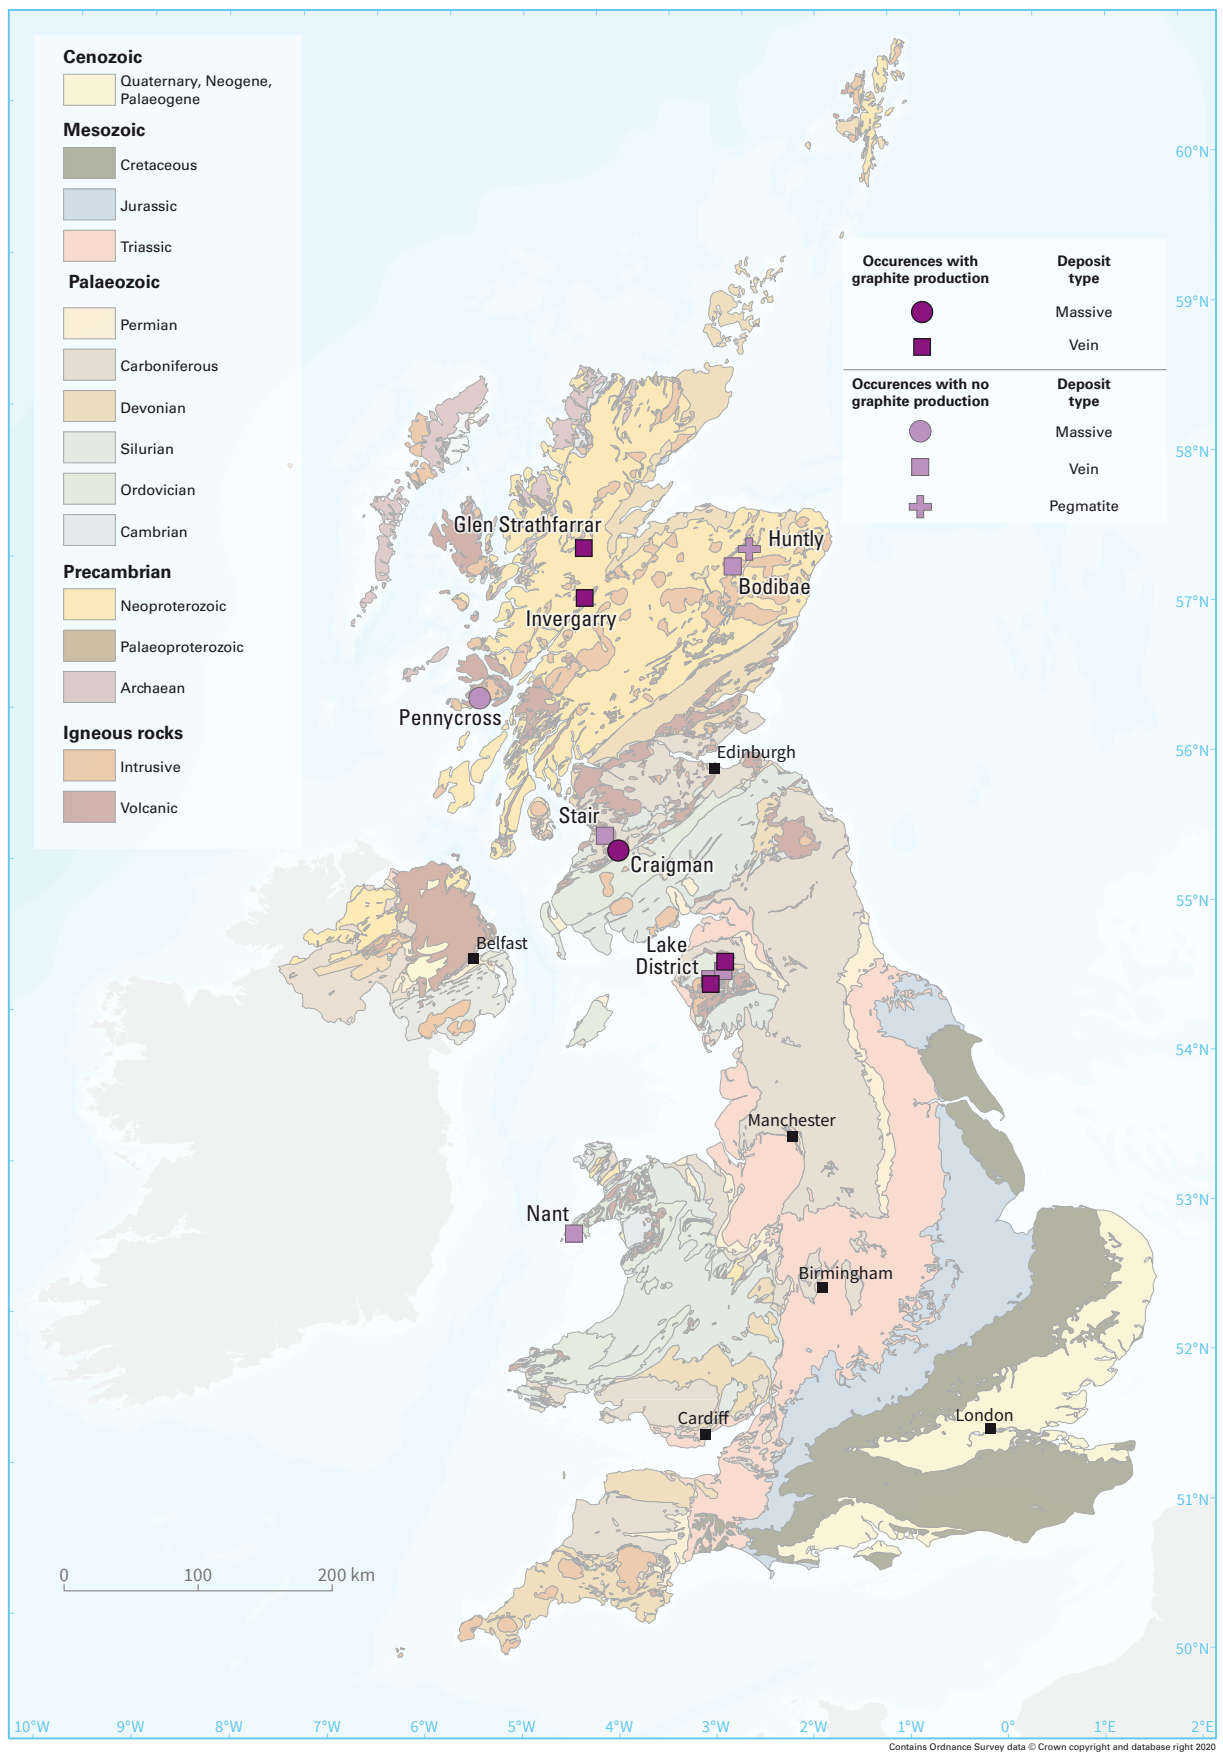 Cenozoic
Quaternary, Neogene,
Palaeogene
Mesozoic
Cretaceous
Jurassic
Triassic
Palaeozoic
Permian
Carboniferous
Devonian
Silurian
Ordovician
Cambrian
Precambrian
Neoproterozoic
Palaeoproterozoic
Archaean
Igneous rocks
Intrusive
Volcanic
Occurences with
graphite production
Deposit
type
Massive
Vein
Occurences with no
graphite production
Deposit
type
Massive
Vein
Pegmatite
60°N
59°N
58°N
57°N
56°N
55°N
54°N
53°N
52°N
51°N
50°N
Glen Strathfarrar
Huntly
Bodibae
Invergarry
Pennycross
Edinburgh
Stair
Craigman
Belfast
Lake
District
Manchester
Nant
Birmingham
London
Cardiff
0 100 200 km
10°W 9°W 8°W 7°W 6°W 5°W 4°W 3°W 2°W 1°W 0° 1°E 2°E
Contains Ordnance Survey data © Crown copyright and database right 2020